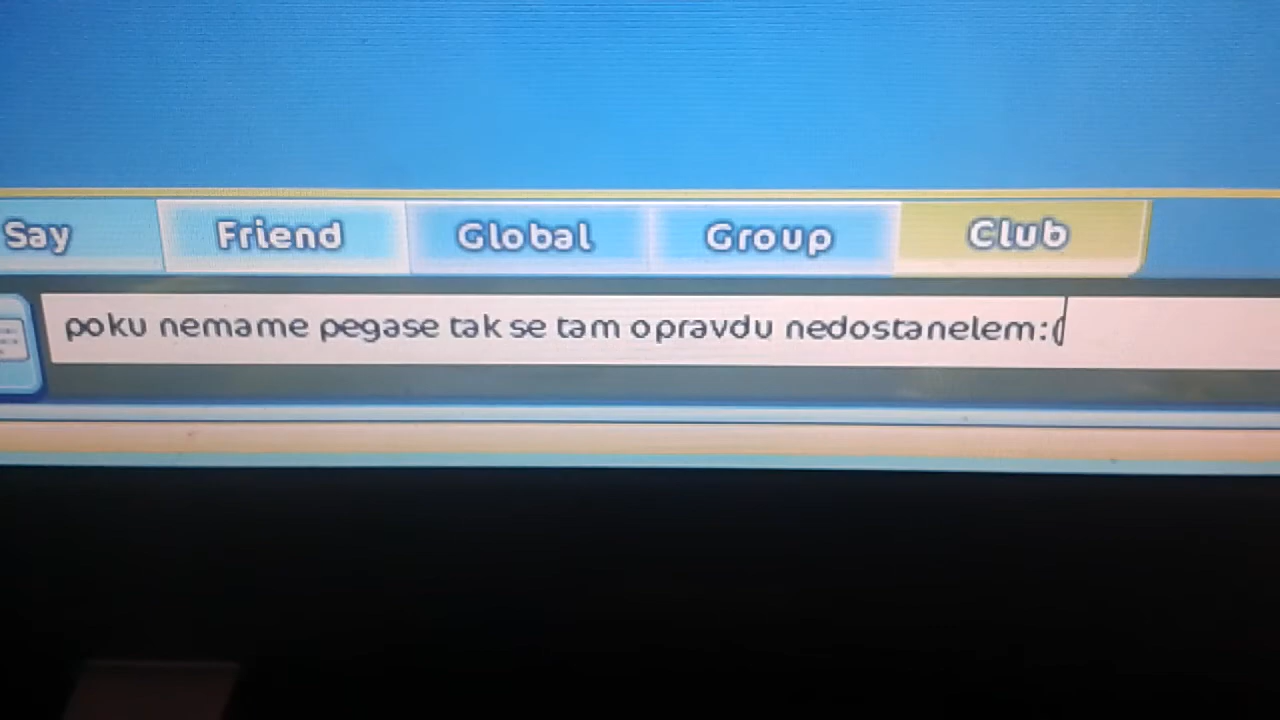 Say Friend Global Group Club
poku nemame pegase tak se tam opravdu nedostanelem:(